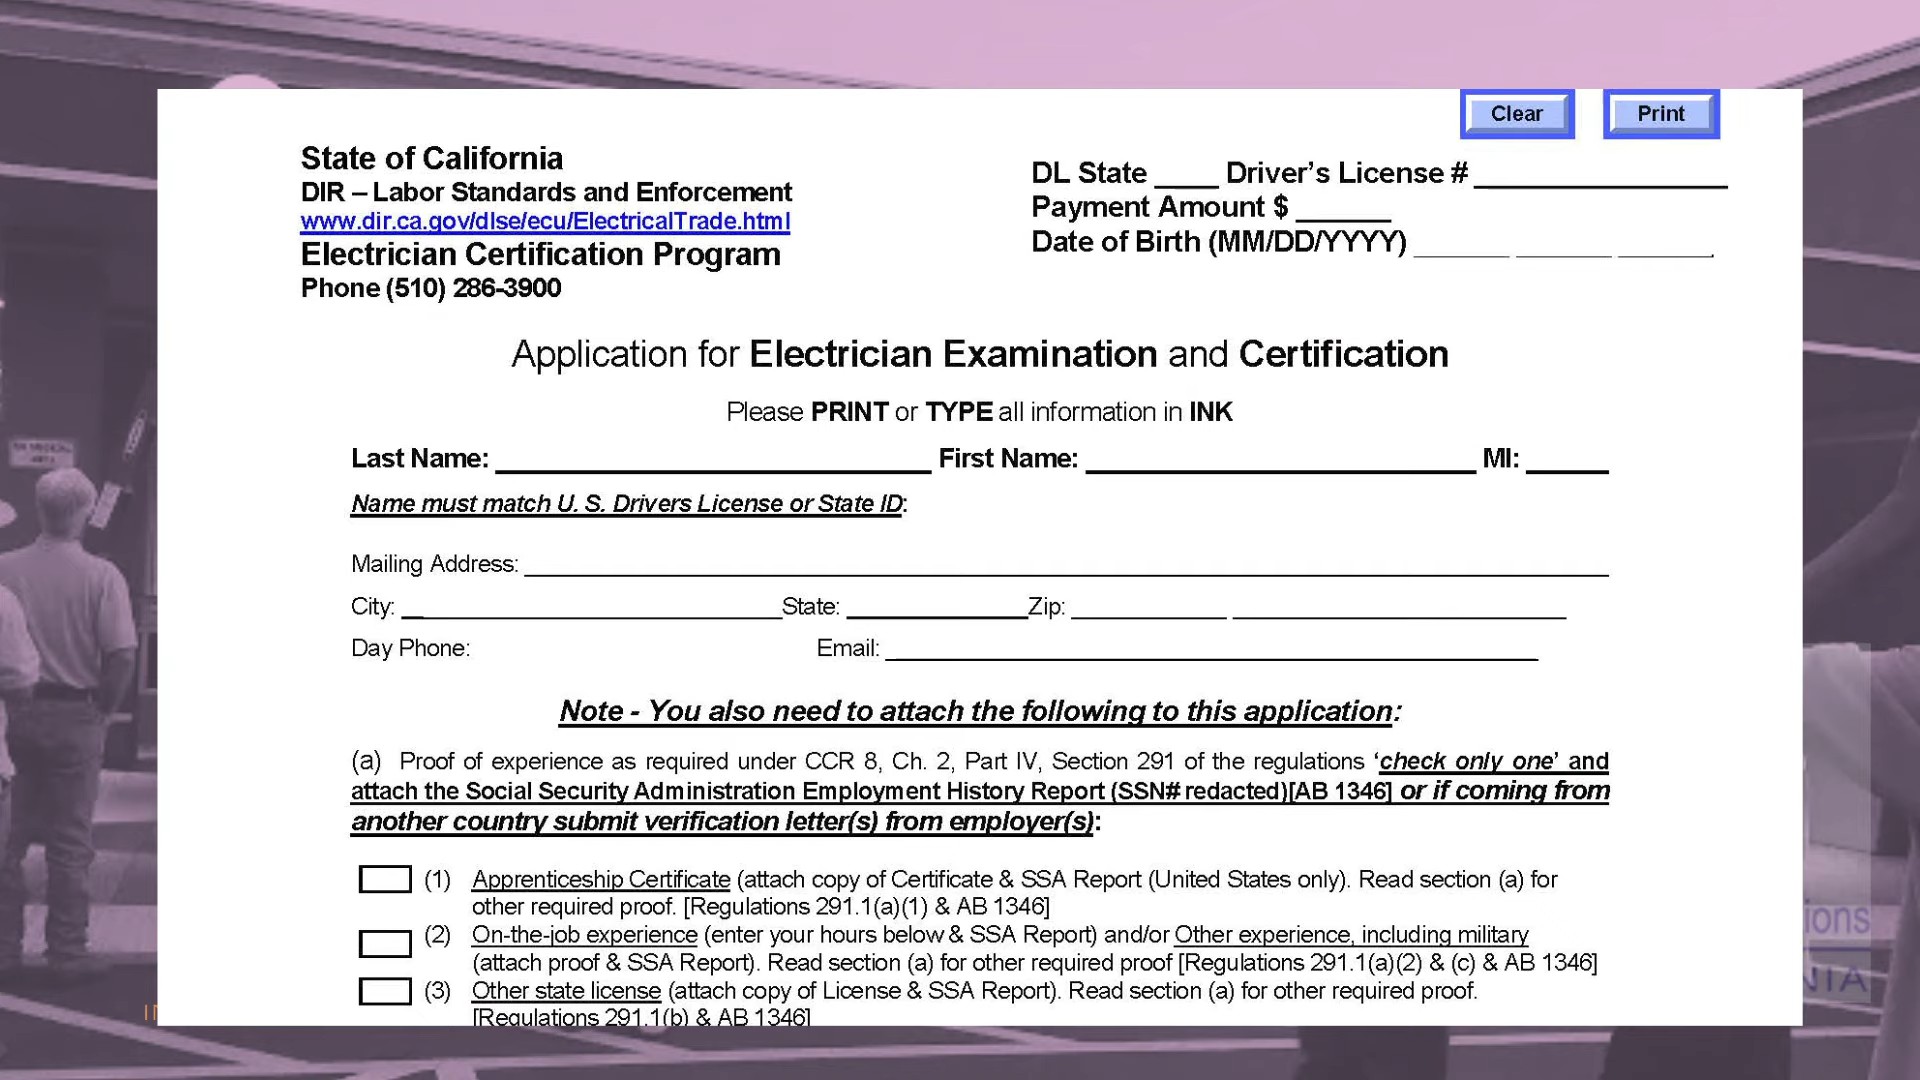 Clear Print
State of California
DIR – Labor Standards and Enforcement
www.dir.ca.gov/dlse/ecu/ElectricalTrade.html
Electrician Certification Program
Phone (510) 286-3900
DL State ____ Driver's License # ________________
Payment Amount $ ______
Date of Birth (MM/DD/YYYY) ______ ______ ______.
Application for Electrician Examination and Certification
Please PRINT or TYPE all information in INK
Last Name: ____________________ First Name: ____________________ MI: _____
Name must match U. S. Drivers License or State ID:
Mailing Address: ____________________
City: ____________________State: __________Zip: __________ ____________________
Day Phone: Email: ____________________
Note - You also need to attach the following to this application:
(a) Proof of experience as required under CCR 8, Ch. 2, Part IV, Section 291 of the regulations ‘check only one’ and
attach the Social Security Administration Employment History Report (SSN# redacted)[AB 1346] or if coming from
another country submit verification letter(s) from employer(s):
(1) Apprenticeship Certificate (attach copy of Certificate & SSA Report (United States only). Read section (a) for
other required proof. [Regulations 291.1(a)(1) & AB 1346]
(2) On-the-job experience (enter your hours below & SSA Report) and/or Other experience, including military
(attach proof & SSA Report). Read section (a) for other required proof [Regulations 291.1(a)(2) & (c) & AB 1346]
(3) Other state license (attach copy of License & SSA Report). Read section (a) for other required proof.
[Regulations 291.1(b) & AB 1346]
ions
NIA